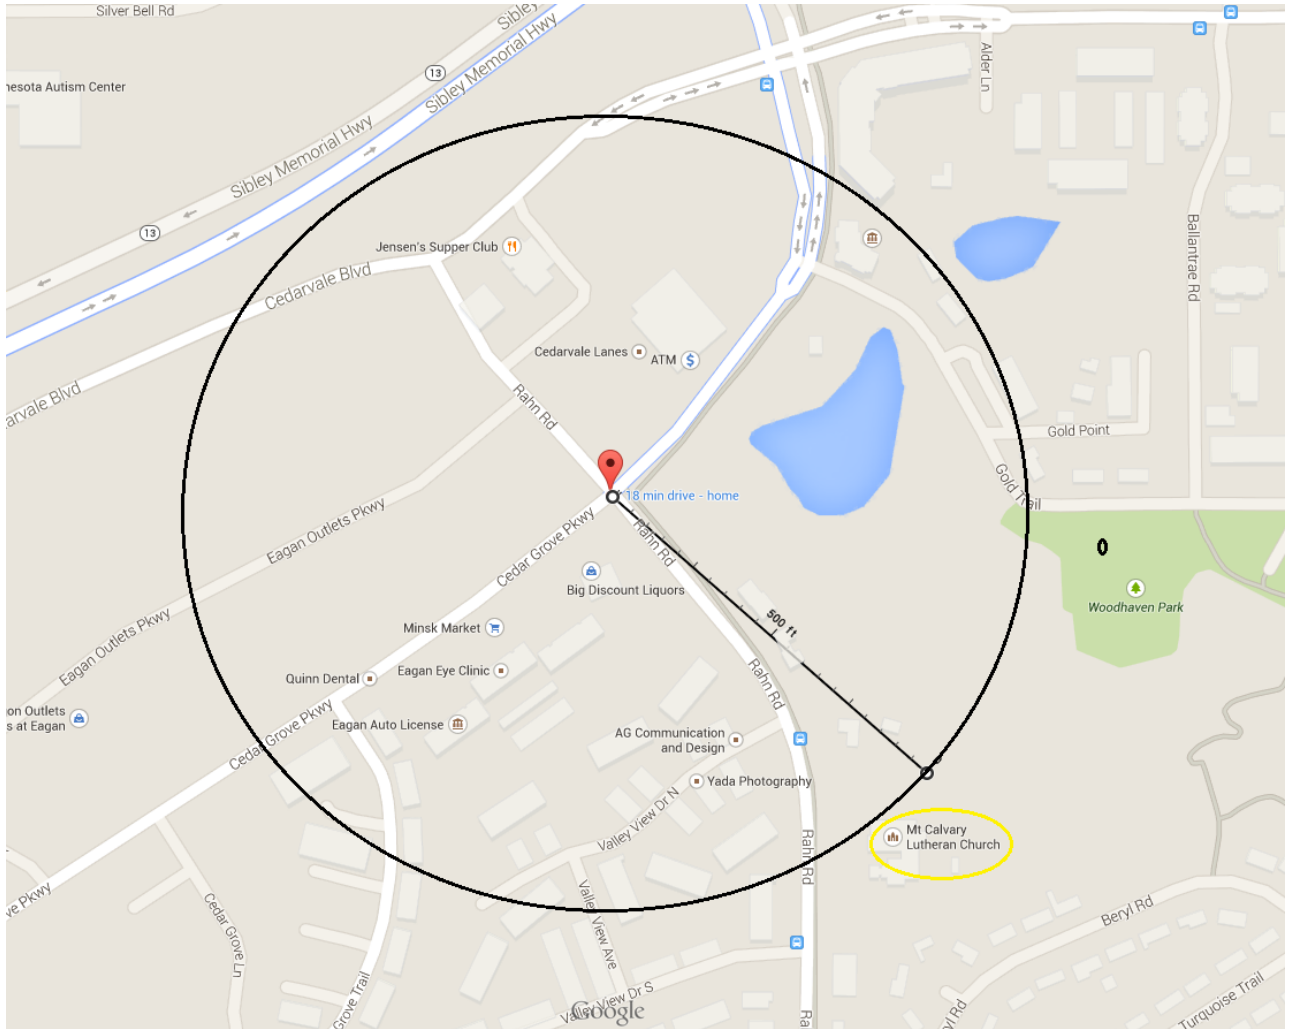 Silver Bell Rd
Sibley
Sibley Memorial Hwy
13
nesota Autism Center
Alder Ln
Sibley Memorial Hwy
13
Jensen's Supper Club
Cedarvale Blvd
Ballantrae Rd
Cedarvale Lanes
ATM
$
arvale Blvd
Rahn Rd
Gold Point
Gold Trail
18 min drive - home
Cedar Grove Pkwy
Rahn Rd
Eagan Outlets Pkwy
Big Discount Liquors
Woodhaven Park
500 ft
Minsk Market
Eagan Outlets Pkwy
Eagan Eye Clinic
Quinn Dental
Rahn Rd
on Outlets
s at Eagan
Eagan Auto License
Cedar Grove Pkwy
AG Communication
and Design
Yada Photography
Valley View Dr N
Mt Calvary
Lutheran Church
Rahn Rd
ve Pkwy
Cedar Grove Ln
Valley View Ave
Beryl Rd
Grove Trail
Valley View Dr S
Google
Ra
yl Rd
Turquoise Trail